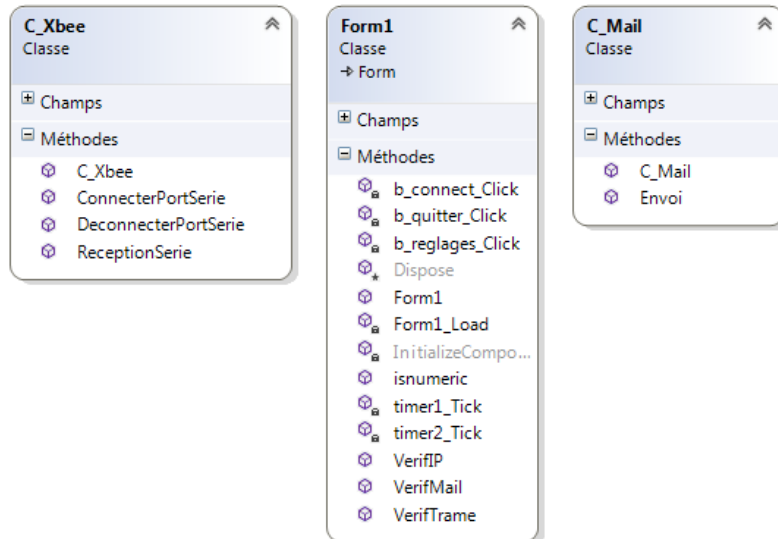 C_Xbee
Classe
Champs
Méthodes
C_Xbee
ConnecterPortSerie
DeconnecterPortSerie
ReceptionSerie
Form1
Classe
Form
Champs
Méthodes
b_connect_Click
b_quitter_Click
b_reglages_Click
Dispose
Form1
Form1_Load
InitializeCompo...
isnumeric
timer1_Tick
timer2_Tick
VerifIP
VerifMail
VerifTrame
C_Mail
Classe
Champs
Méthodes
C_Mail
Envoi